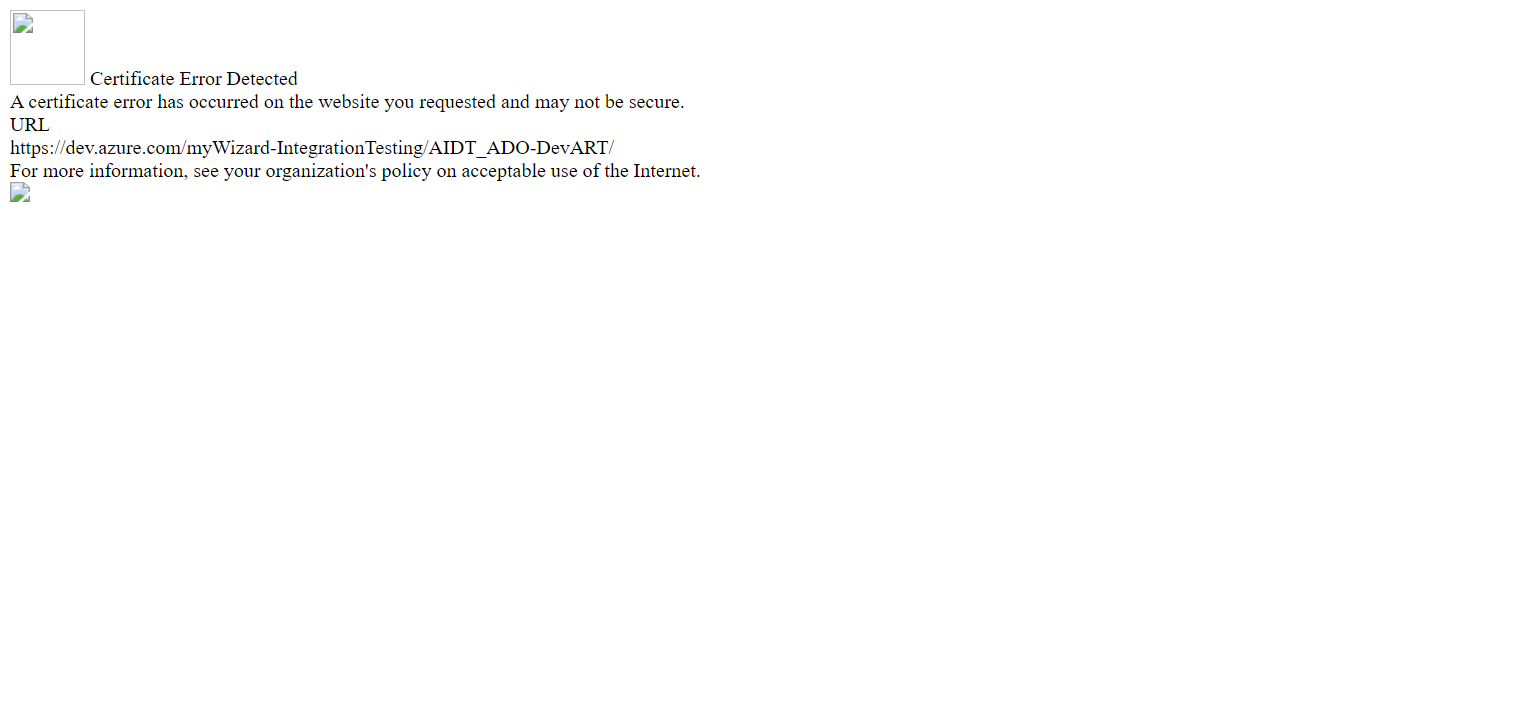 Certificate Error Detected
A certificate error has occurred on the website you requested and may not be secure.
URL
https://dev.azure.com/myWizard-IntegrationTesting/AIDT_ADO-DevART/
For more information, see your organization's policy on acceptable use of the Internet.